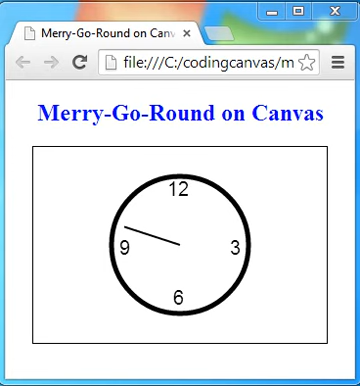 Merry-Go-Round on Canv
file:///C:/codingcanvas/m
Merry-Go-Round on Canvas
12
9
3
6